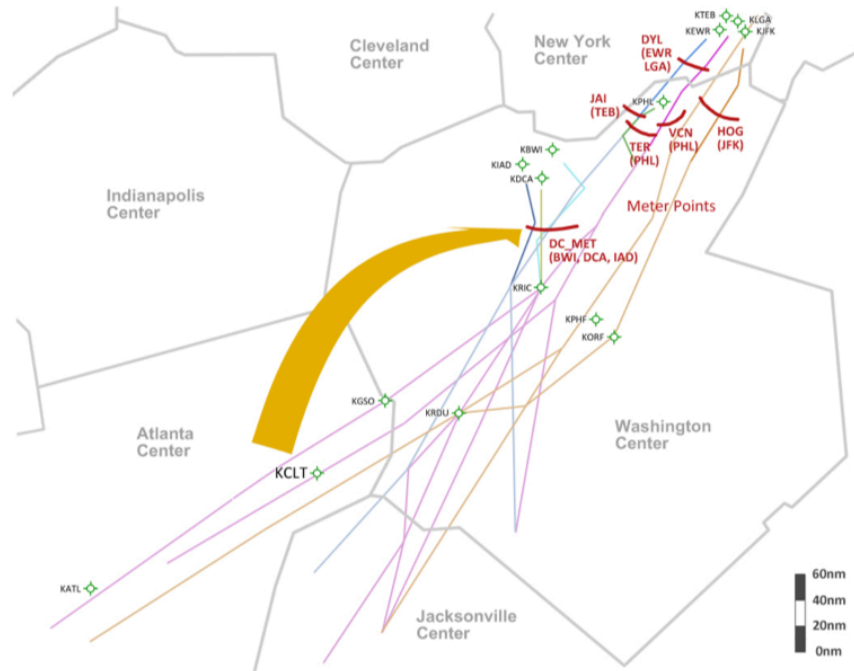 KTEB
KLGA
KEWR
KJFK
Cleveland
Center
New York
Center
DYL
(EWR
LGA)
JAI
(TEB)
KPHL
TER
(PHL)
VCN
(PHL)
HOG
(JFK)
KBWI
KIAD
KDCA
Indianapolis
Center
Meter Points
DC_MET
(BWI, DCA, IAD)
KRIC
KPHF
KORF
KGSO
KRDU
Atlanta
Center
Washington
Center
KCLT
KATL
Jacksonville
Center
60nm
40nm
20nm
0nm